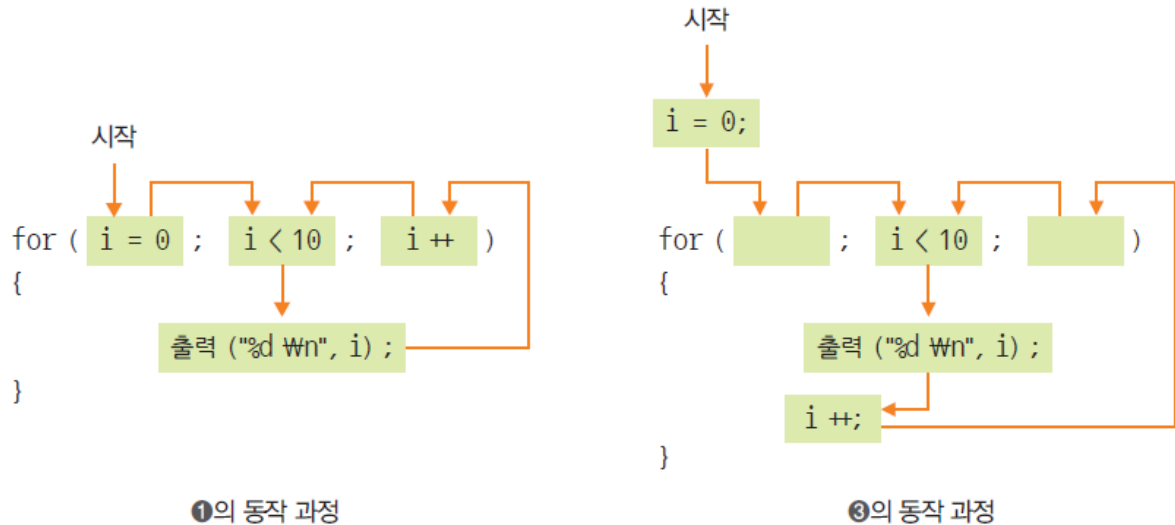 시작
for ( i = 0 ; i < 10 ; i ++ )
{
출력 ("%d ₩n", i) ;
}
❶의 동작 과정
시작
i = 0;
for ( ; i < 10 ; )
{
출력 ("%d ₩n", i) ;
i ++;
}
❸의 동작 과정